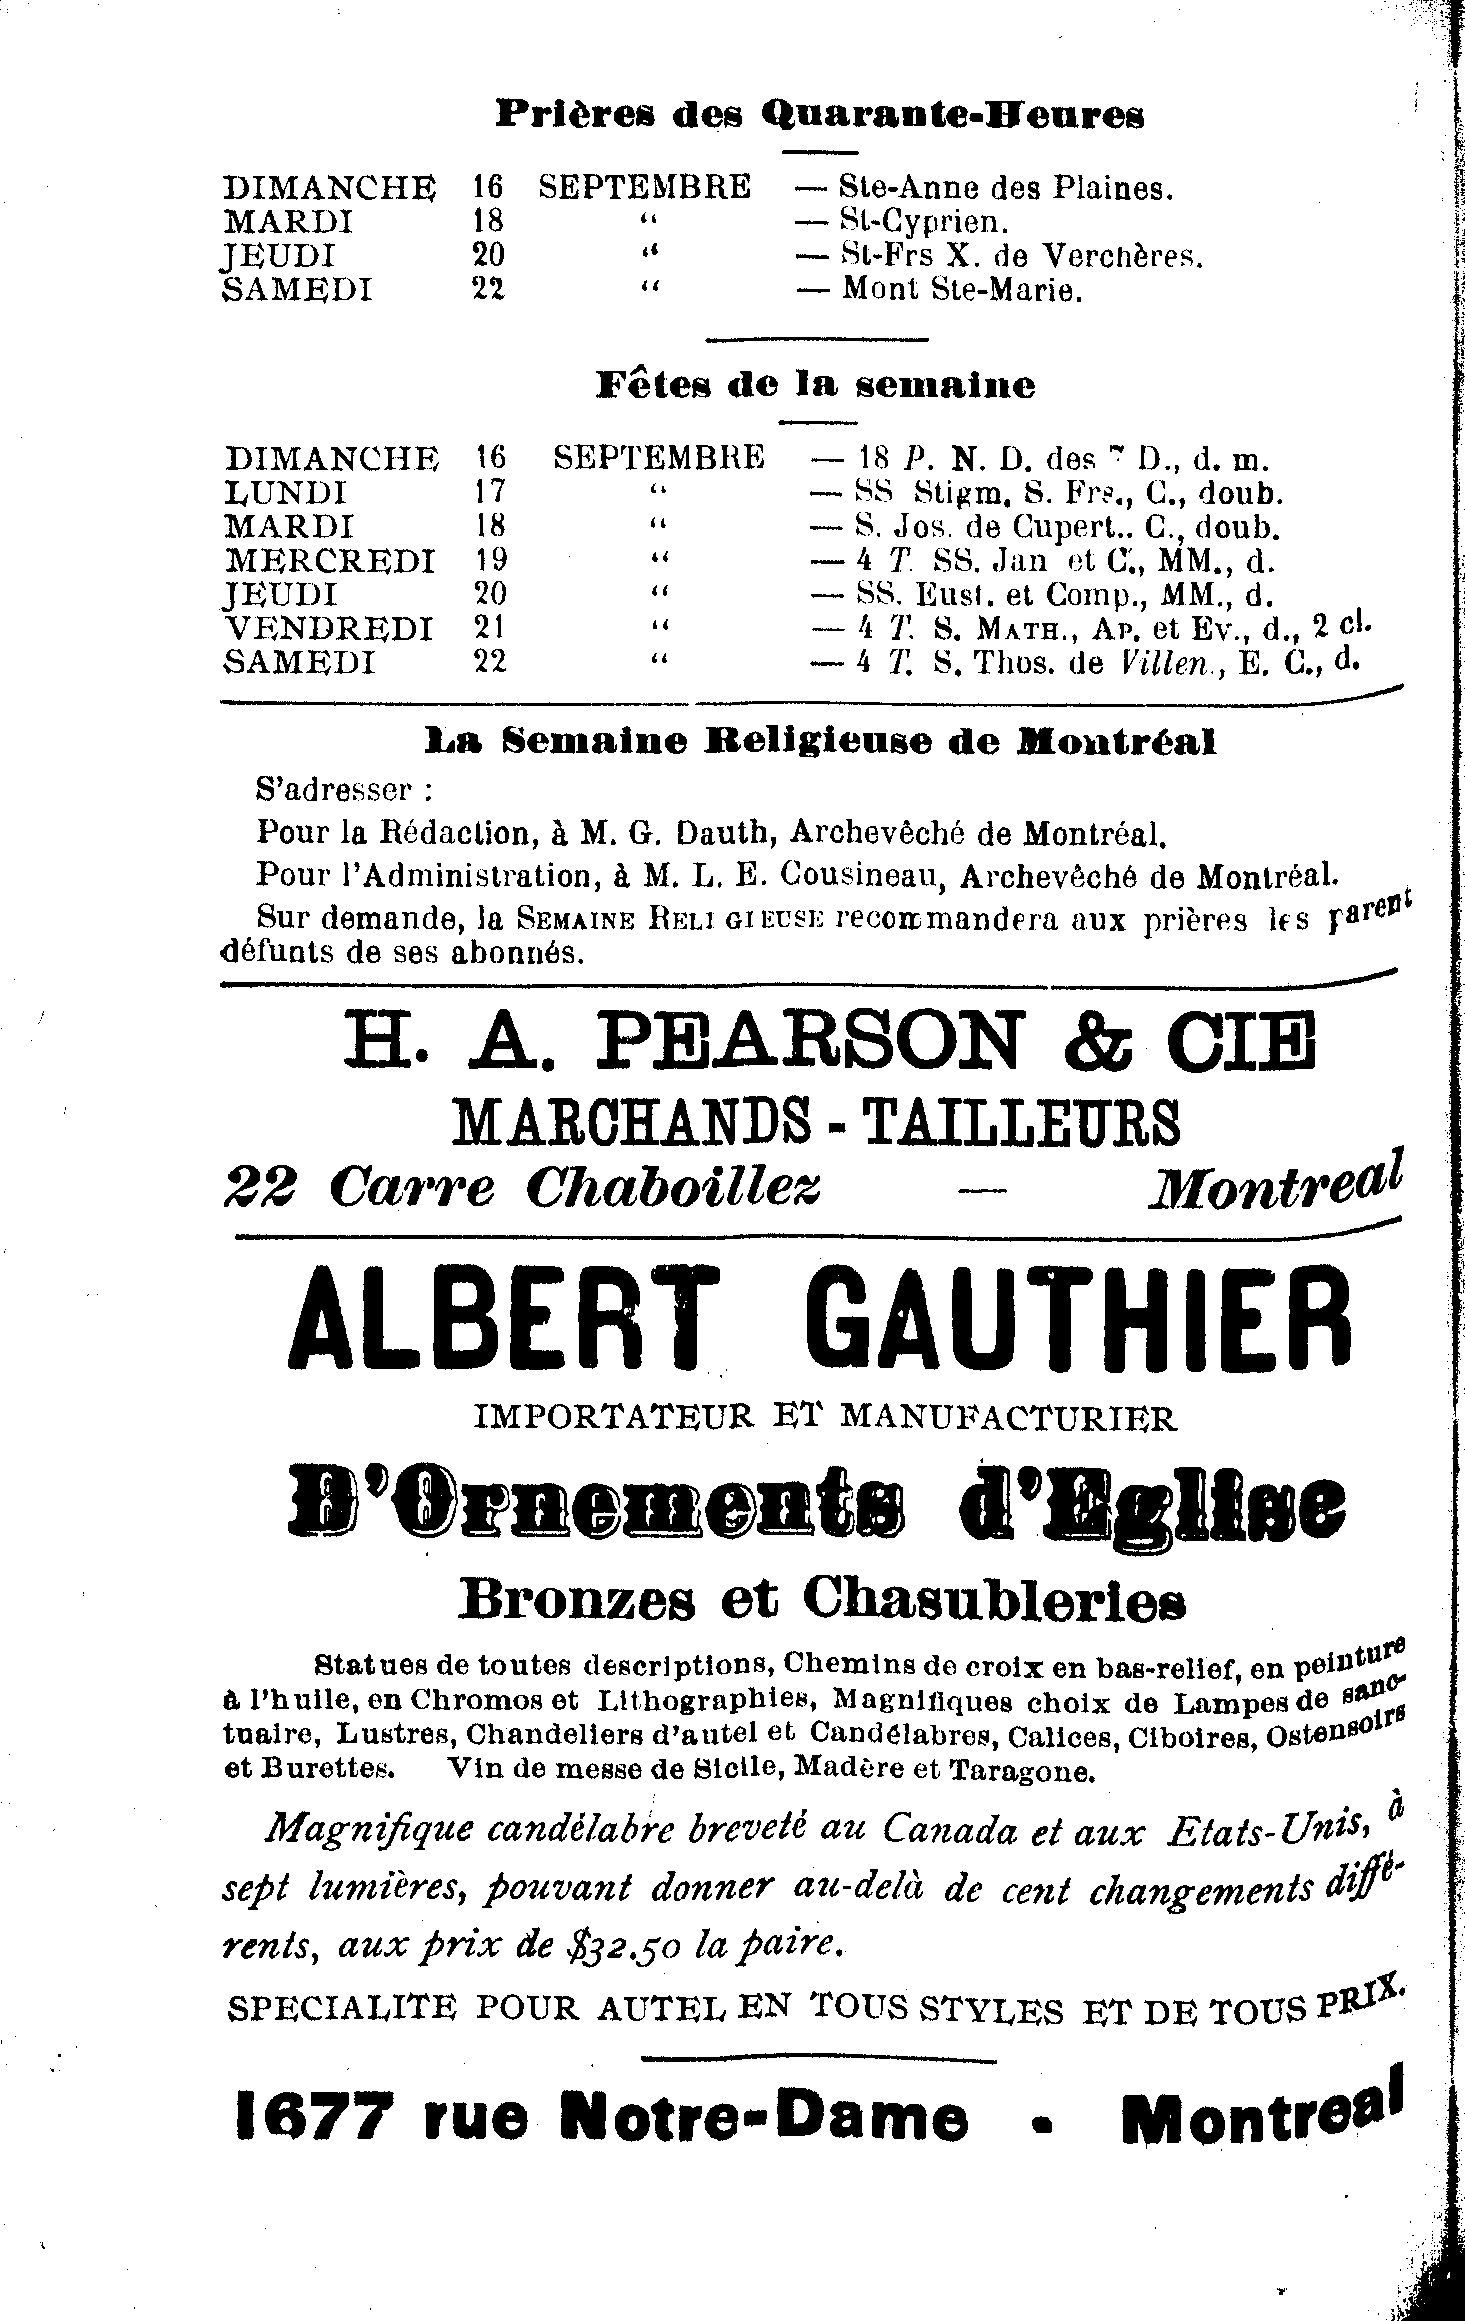 Prières des Quarante-Heures
DIMANCHE 16 SEPTEMBRE — Ste-Anne des Plaines.
MARDI 18 “ — St-Cyprien.
JEUDI 20 “ — St-Frs X. de Verchères.
SAMEDI 22 “ — Mont Ste-Marie.
Fêtes de la semaine
DIMANCHE 16 SEPTEMBRE — 18 P. N. D. des 7 D., d. m.
LUNDI 17 “ — SS Stigm. S. Frs., C., doub.
MARDI 18 “ — S. Jos. de Cupert.. C., doub.
MERCREDI 19 “ — 4 T. SS. Jan et C., MM., d.
JEUDI 20 “ — SS. Eust. et Comp., MM., d.
VENDREDI 21 “ — 4 T. S. MATH., AP. et Ev., d., 2 cl.
SAMEDI 22 “ — 4 T. S. Thos. de Villen., E. C., d.
La Semaine Religieuse de Montréal
S'adresser :
Pour la Rédaction, à M. G. Dauth, Archevêché de Montréal.
Pour l'Administration, à M. L. E. Cousineau, Archevêché de Montréal.
Sur demande, la SEMAINE RELIGIEUSE recommandera aux prières les parent
défunts de ses abonnés.
H. A. PEARSON & CIE
MARCHANDS - TAILLEURS
22 Carre Chaboillez — Montreal
ALBERT GAUTHIER
IMPORTATEUR ET MANUFACTURIER
D'Ornements d'Eglise
Bronzes et Chasubleries
Statues de toutes descriptions, Chemins de croix en bas-relief, en peinture
à l'huile, en Chromos et Lithographies, Magnifiques choix de Lampes de sanc-
tuaire, Lustres, Chandeliers d'autel et Candélabres, Calices, Ciboires, Ostensoirs
et Burettes. Vin de messe de Sicile, Madère et Taragone.
Magnifique candélabre breveté au Canada et aux Etats-Unis, à
sept lumières, pouvant donner au-delà de cent changements diffé-
rents, aux prix de $32.50 la paire.
SPECIALITE POUR AUTEL EN TOUS STYLES ET DE TOUS PRIX.
1677 rue Notre-Dame - Montreal